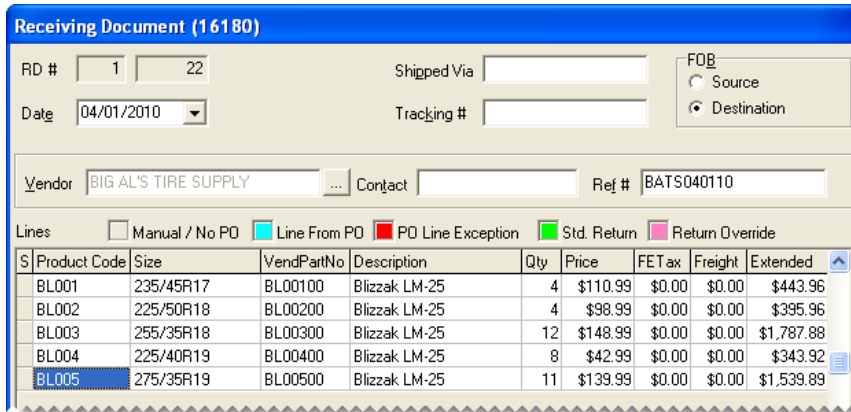 Receiving Document (16180)
RD # 1 22 Shipped Via FOB
Source
Date 04/01/2010 Tracking # Destination
Vendor BIG AL'S TIRE SUPPLY ... Contact Ref # BATS040110
Lines Manual / No PO Line From PO PO Line Exception Std. Return Return Override
S Product Code Size VendPartNo Description Qty Price FETax Freight Extended
BL001 235/45R17 BL00100 Blizzak LM-25 4 $110.99 $0.00 $0.00 $443.96
BL002 225/50R18 BL00200 Blizzak LM-25 4 $98.99 $0.00 $0.00 $395.96
BL003 255/35R18 BL00300 Blizzak LM-25 12 $148.99 $0.00 $0.00 $1,787.88
BL004 225/40R19 BL00400 Blizzak LM-25 8 $42.99 $0.00 $0.00 $343.92
BL005 275/35R19 BL00500 Blizzak LM-25 11 $139.99 $0.00 $0.00 $1,539.89